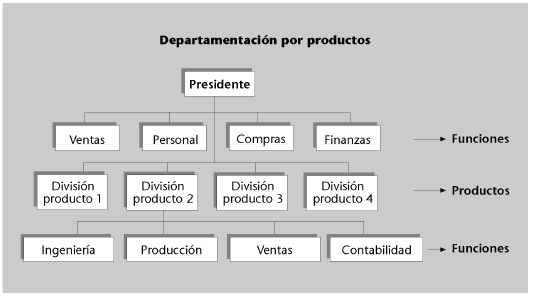 Departamentación por productos
Presidente
Ventas Personal Compras Finanzas Funciones
División producto 1 División producto 2 División producto 3 División producto 4 Productos
Ingeniería Producción Ventas Contabilidad Funciones